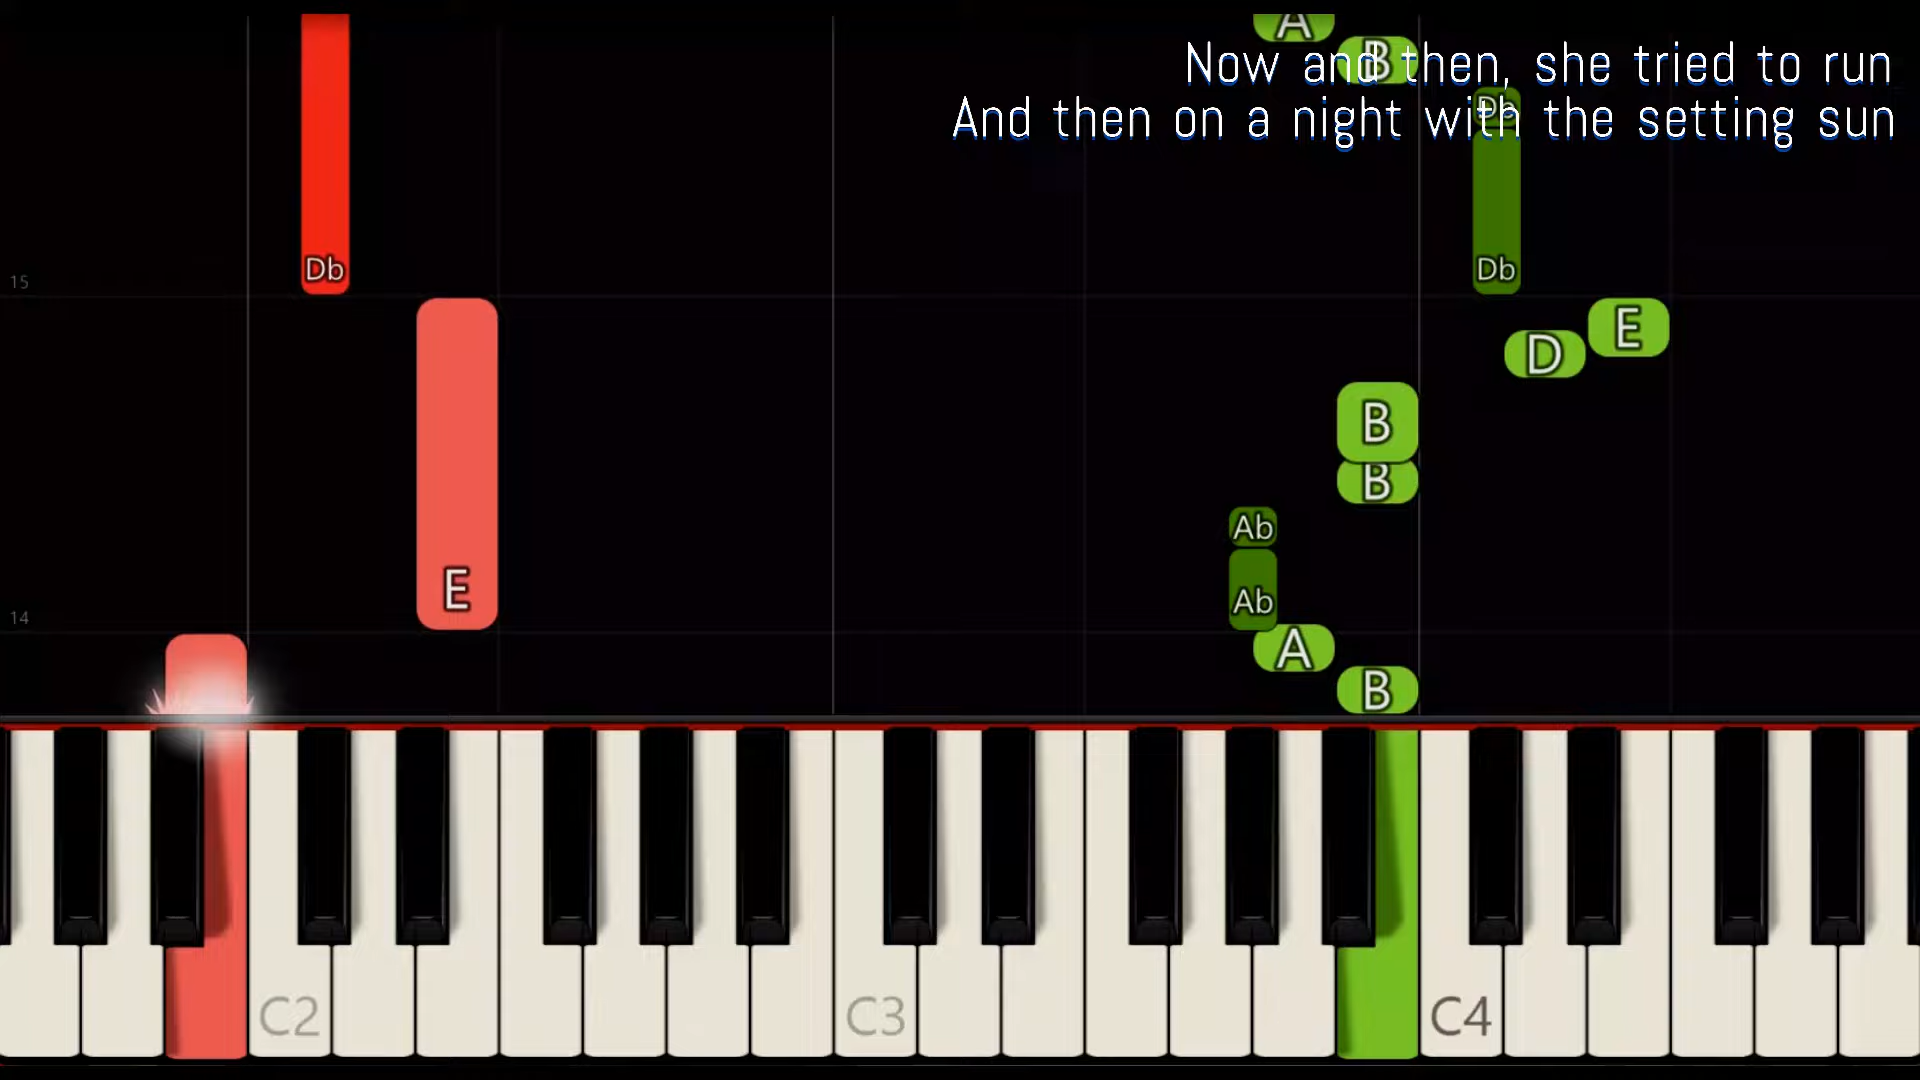 A
Now and then, she tried to run
B
Db
And then on a night with the setting sun
Db
Db
15
E
D
B
B
Ab
E
Ab
14
A
B
C2
C3
C4